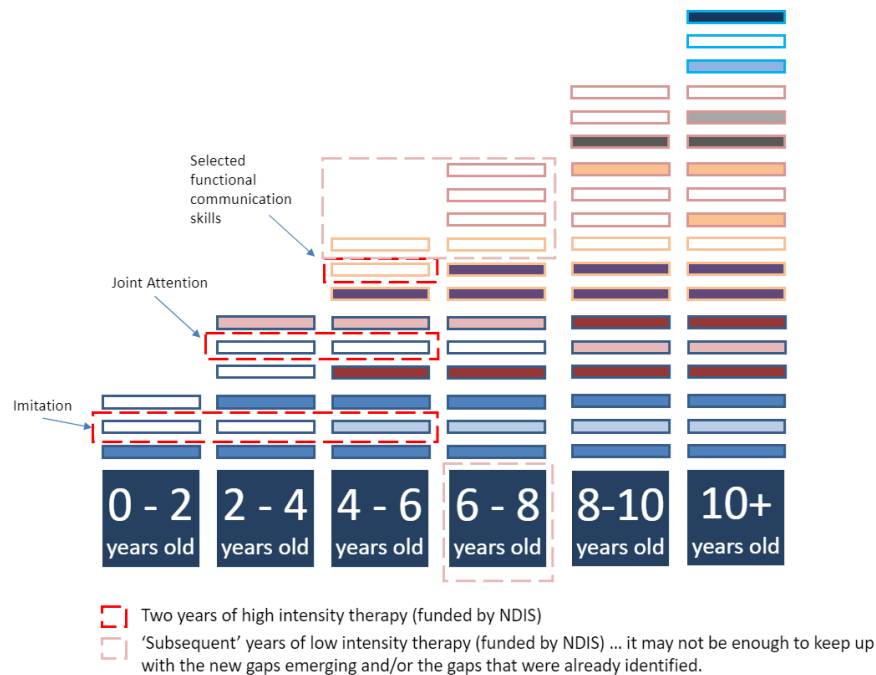 Selected
functional
communication
skills
Joint Attention
Imitation
0 - 2
years old
2 - 4
years old
4 - 6
years old
6 - 8
years old
8-10
years old
10+
years old
Two years of high intensity therapy (funded by NDIS)
‘Subsequent’ years of low intensity therapy (funded by NDIS) ... it may not be enough to keep up
with the new gaps emerging and/or the gaps that were already identified.